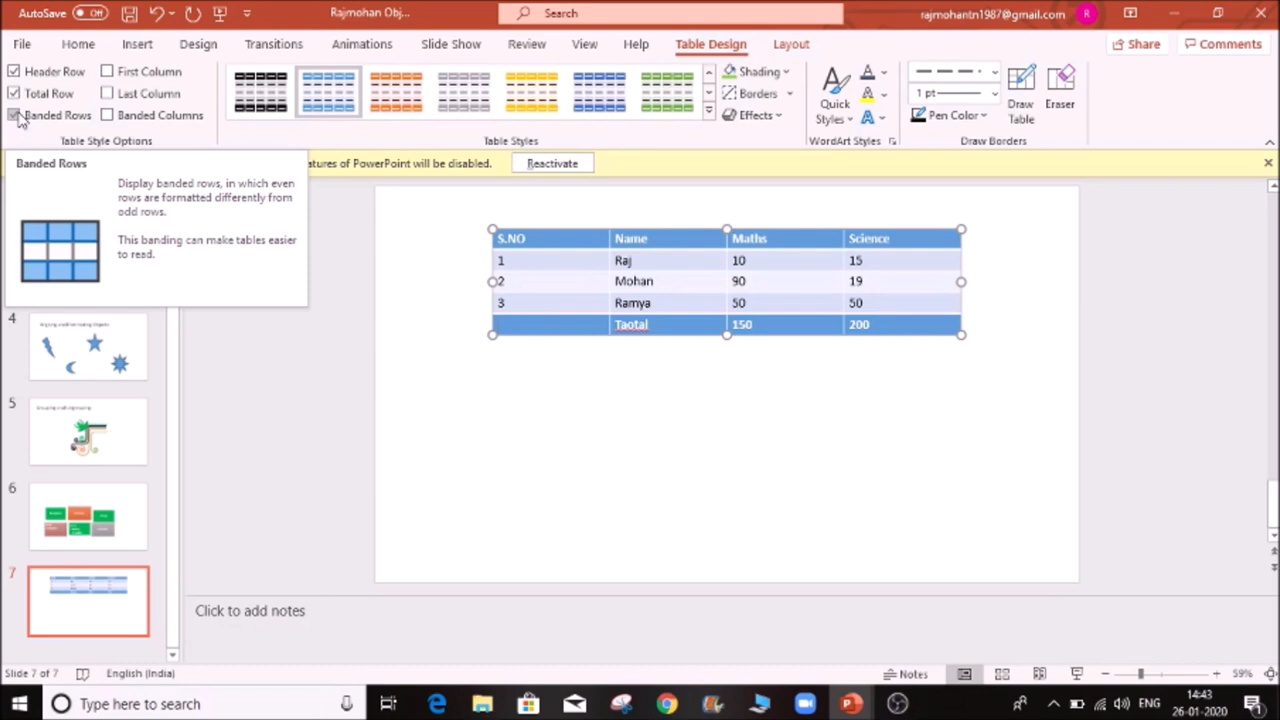 AutoSave Off Rajmohan Obj... Search rajmohantn1987@gmail.com R
File Home Insert Design Transitions Animations Slide Show Review View Help Table Design Layout Share Comments
Header Row First Column Shading
Total Row Last Column Borders Quick Styles 1 pt Draw Table Eraser
Banded Rows Banded Columns Effects Pen Color
Table Style Options Table Styles WordArt Styles Draw Borders
Banded Rows
atures of PowerPoint will be disabled. Reactivate
Display banded rows, in which even
rows are formatted differently from
odd rows.
This banding can make tables easier
to read.
S.NO Name Maths Science
1 Raj 10 15
2 Mohan 90 19
3 Ramya 50 50
Taotal 150 200
4
5
6
7
Click to add notes
Slide 7 of 7 English (India) Notes 59%
Type here to search ENG 14:43
26-01-2020 1